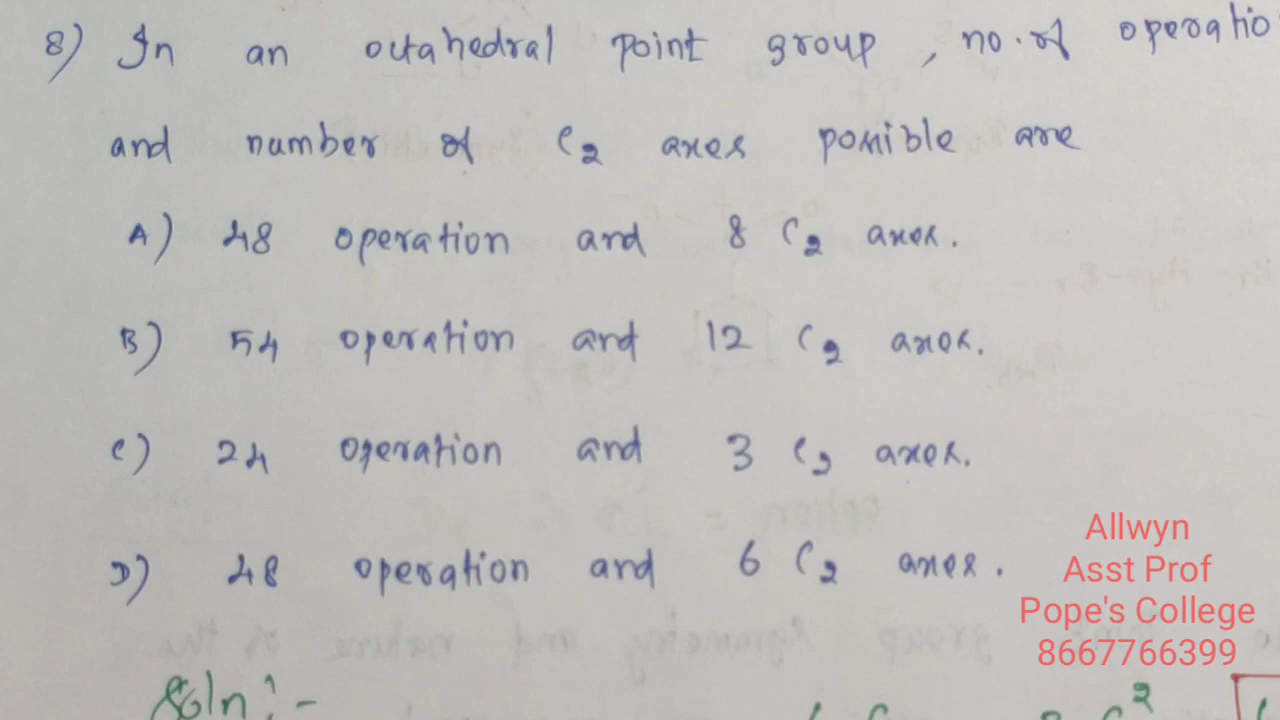 8) In an octahedral point group, no. of operatio
and number of C2 axes possible are
A) 48 operation and 8 C2 axes.
B) 54 operation and 12 C2 axes.
C) 24 operation and 3 C2 axes.
D) 48 operation and 6 C2 axes.
Allwyn
Asst Prof
Pope's College
8667766399
Soln:-